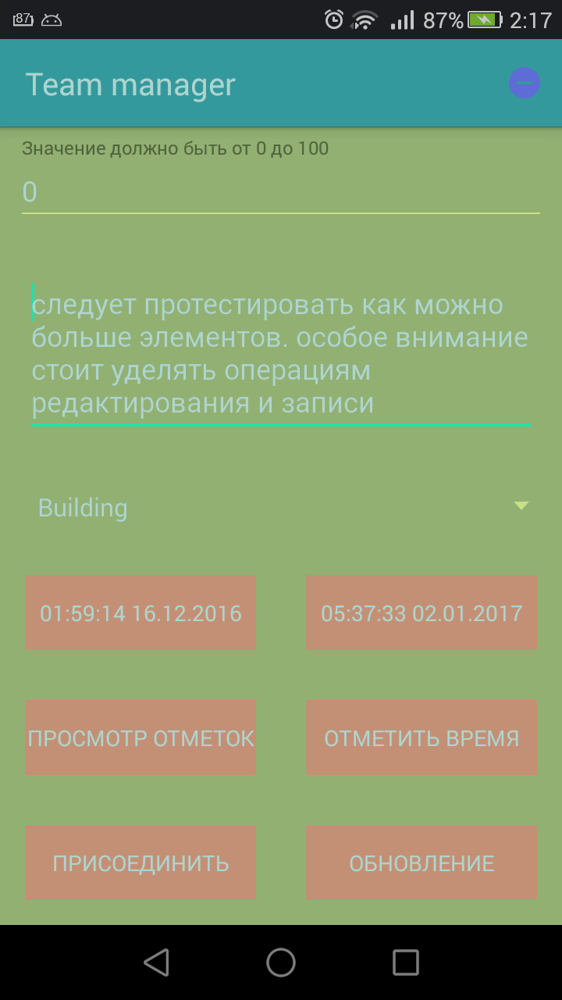 87
87% 2:17
Team manager
Значение должно быть от 0 до 100
0
следует протестировать как можно
больше элементов. особое внимание
стоит уделять операциям
редактирования и записи
Building
01:59:14 16.12.2016
05:37:33 02.01.2017
ПРОСМОТР ОТМЕТОК
ОТМЕТИТЬ ВРЕМЯ
ПРИСОЕДИНИТЬ
ОБНОВЛЕНИЕ